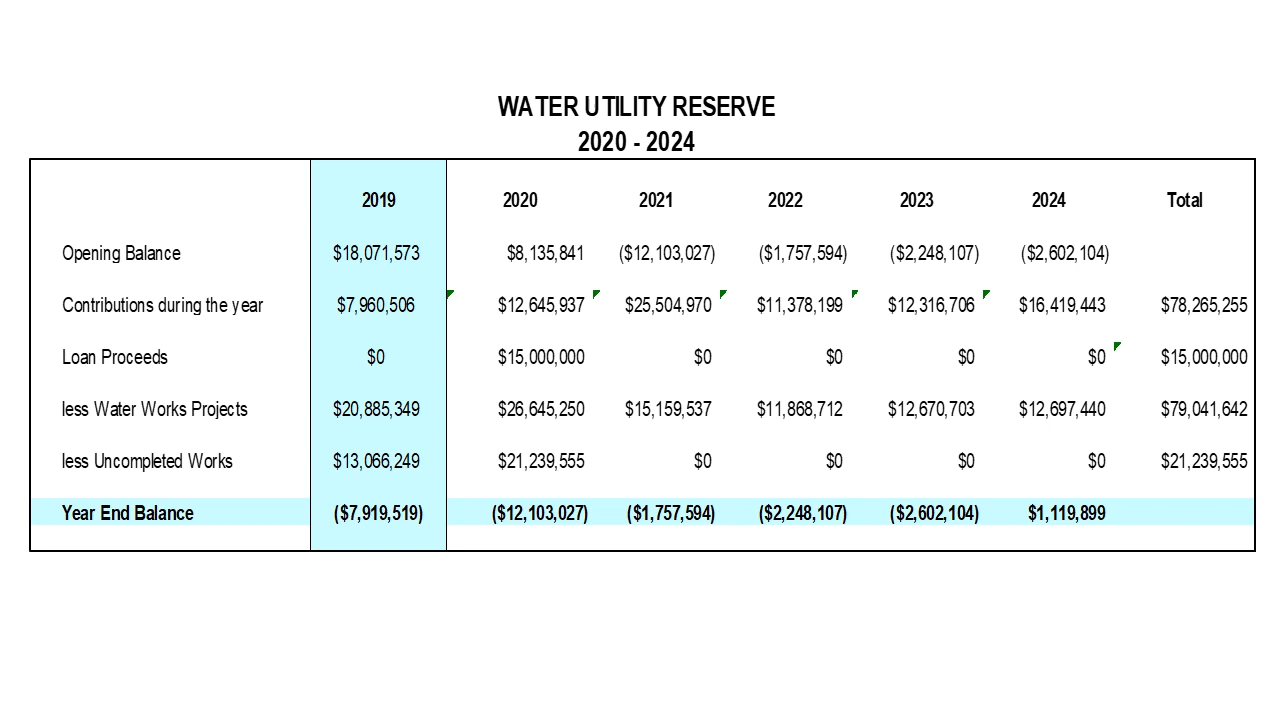 WATER UTILITY RESERVE
2020 - 2024
2019 2020 2021 2022 2023 2024 Total
Opening Balance $18,071,573 $8,135,841 ($12,103,027) ($1,757,594) ($2,248,107) ($2,602,104)
Contributions during the year $7,960,506 $12,645,937 $25,504,970 $11,378,199 $12,316,706 $16,419,443 $78,265,255
Loan Proceeds $0 $15,000,000 $0 $0 $0 $0 $15,000,000
less Water Works Projects $20,885,349 $26,645,250 $15,159,537 $11,868,712 $12,670,703 $12,697,440 $79,041,642
less Uncompleted Works $13,066,249 $21,239,555 $0 $0 $0 $0 $21,239,555
Year End Balance ($7,919,519) ($12,103,027) ($1,757,594) ($2,248,107) ($2,602,104) $1,119,899